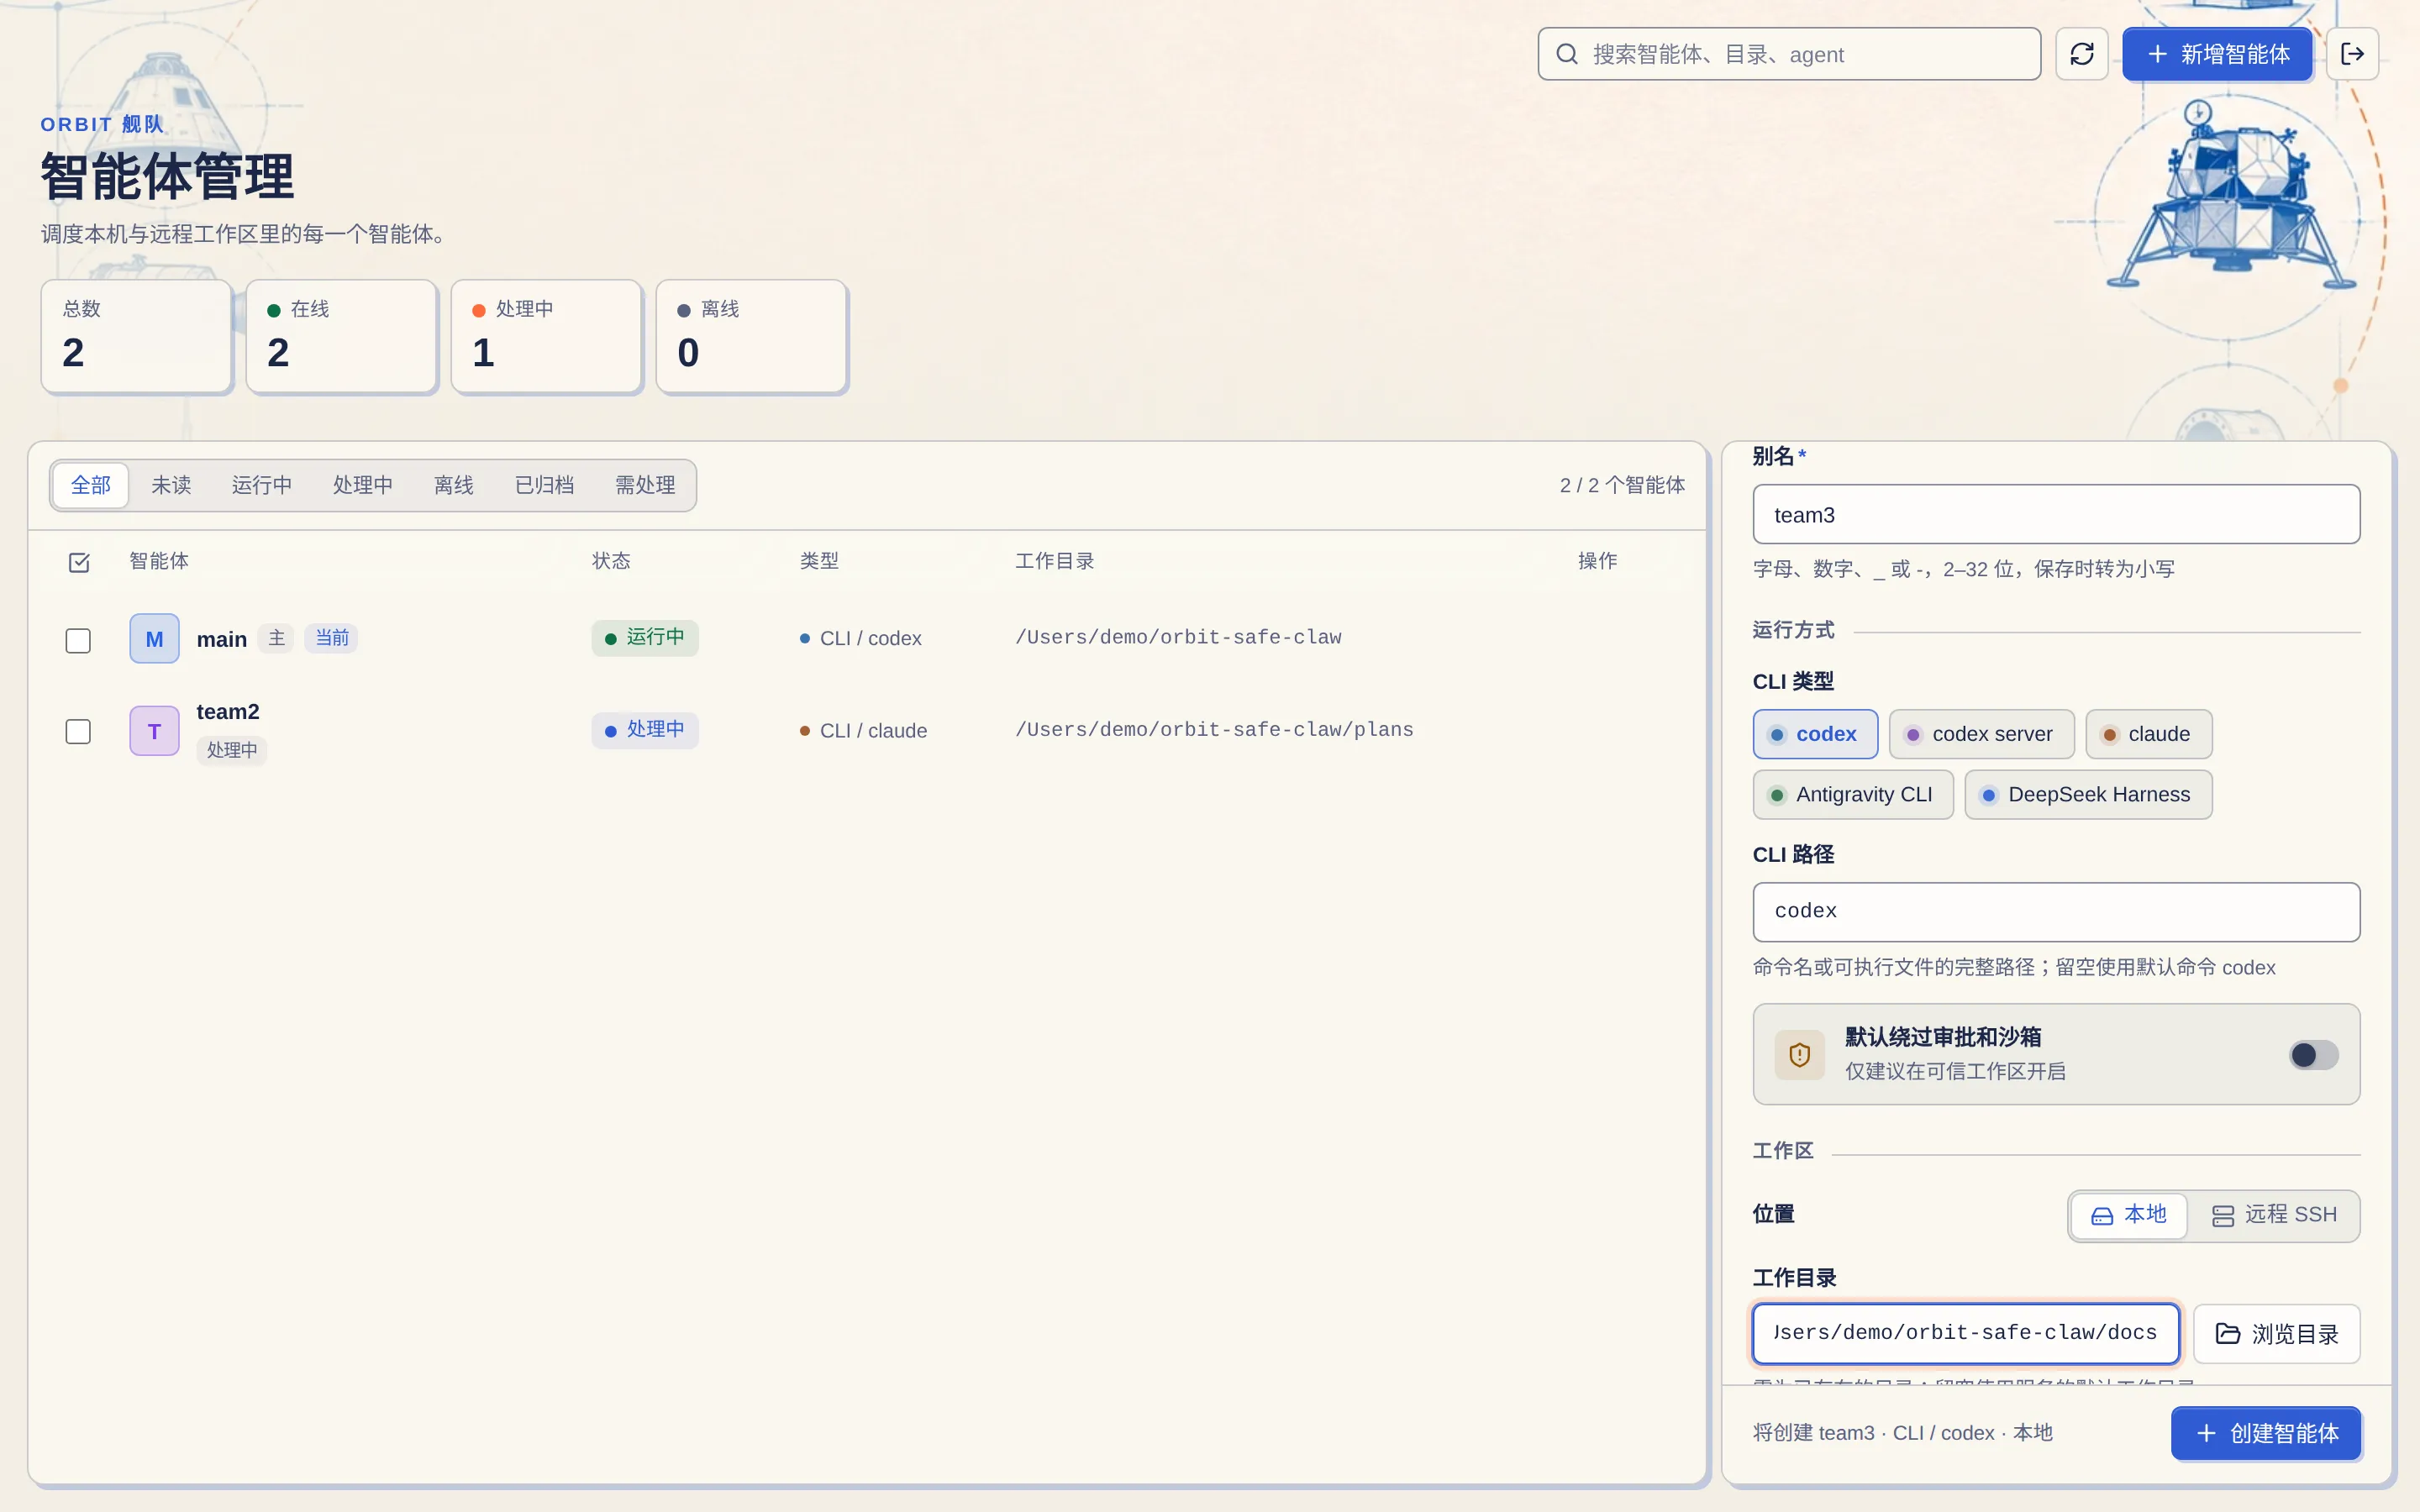 搜索智能体、目录、agent
新增智能体
ORBIT 舰队
智能体管理
调度本机与远程工作区里的每一个智能体。
总数
2
在线
2
处理中
1
离线
0
全部 未读 运行中 处理中 离线 已归档 需处理
2 / 2 个智能体
智能体 状态 类型 工作目录 操作
M main 主 当前 运行中 CLI / codex /Users/demo/orbit-safe-claw
T team2 处理中 处理中 CLI / claude /Users/demo/orbit-safe-claw/plans
别名 *
team3
字母、数字、_ 或 -，2–32 位，保存时转为小写
运行方式
CLI 类型
codex codex server claude
Antigravity CLI DeepSeek Harness
CLI 路径
codex
命令名或可执行文件的完整路径；留空使用默认命令 codex
默认绕过审批和沙箱
仅建议在可信工作区开启
工作区
位置 本地 远程 SSH
工作目录
Users/demo/orbit-safe-claw/docs 浏览目录
将创建 team3 · CLI / codex · 本地
创建智能体